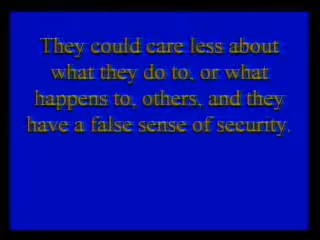 They could care less about
what they do to, or what
happens to, others, and they
have a false sense of security.